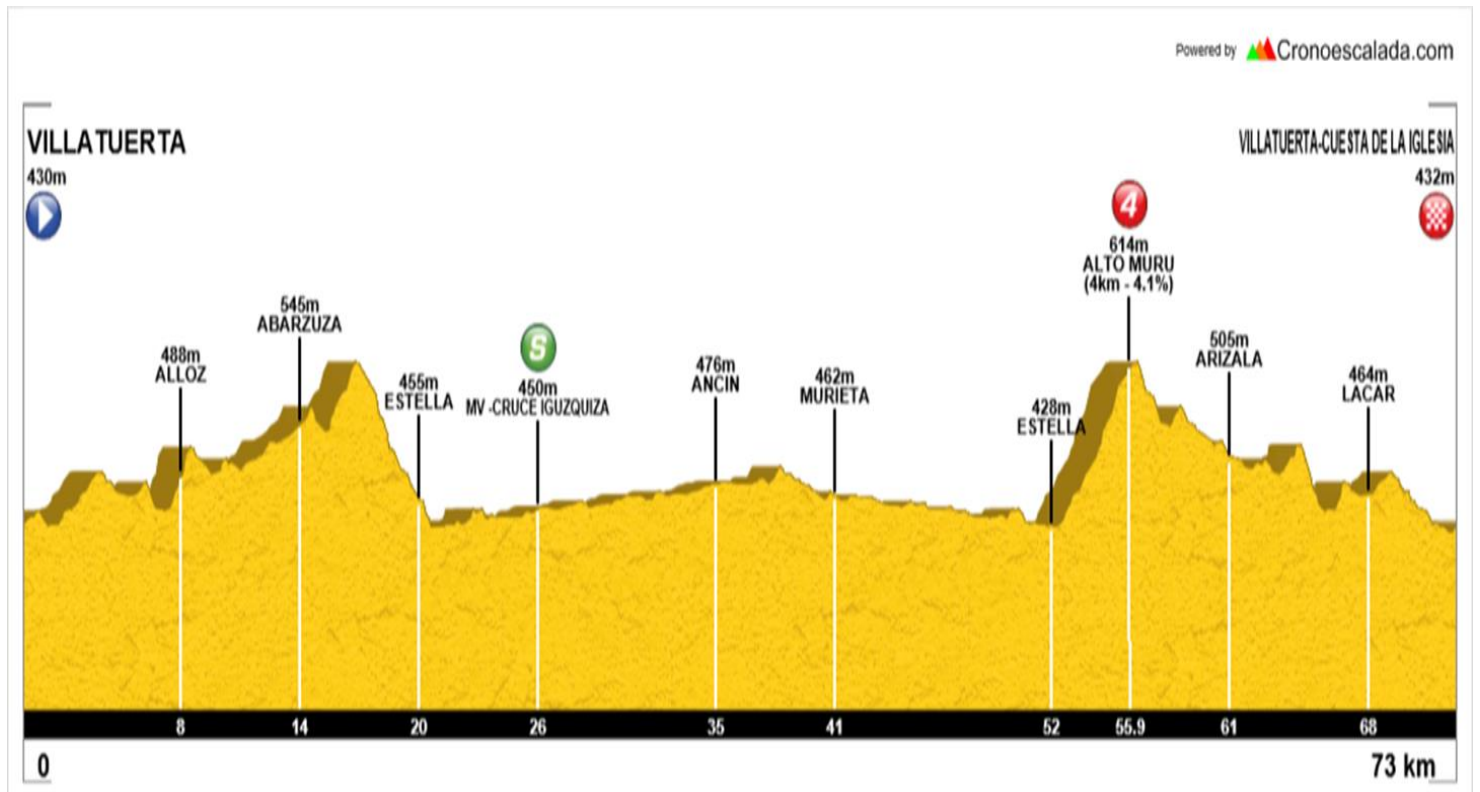 Powered by Cronoescalada.com
VILLATUERTA
430m
VILLATUERTA-CUESTA DE LA IGLESIA
432m
488m
ALLOZ
545m
ABARZUZA
455m
ESTELLA
S
450m
MV -CRUCE IGUZQUIZA
476m
ANCIN
462m
MURIETA
428m
ESTELLA
4
614m
ALTO MURU
(4km - 4.1%)
505m
ARIZALA
464m
LACAR
8 14 20 26 35 41 52 55.9 61 68
0 73 km